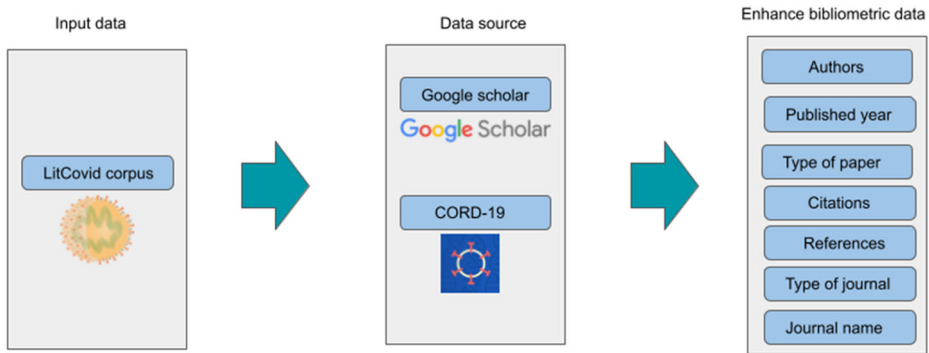 Input data
LitCovid corpus
Data source
Google scholar
Google Scholar
CORD-19
Enhance bibliometric data
Authors
Published year
Type of paper
Citations
References
Type of journal
Journal name